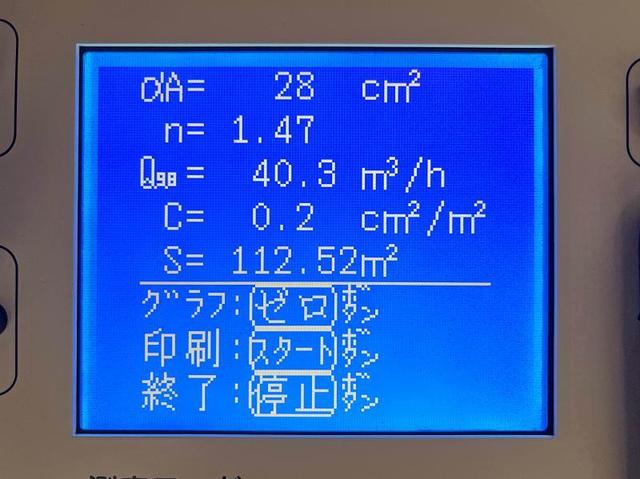 αA= 28 cm²
n= 1.47
Q9.8= 40.3 m³/h
C= 0.2 cm²/m²
S= 112.52m²
グラフ:ゼロボタン
印刷:スタートボタン
終了:停止ボタン